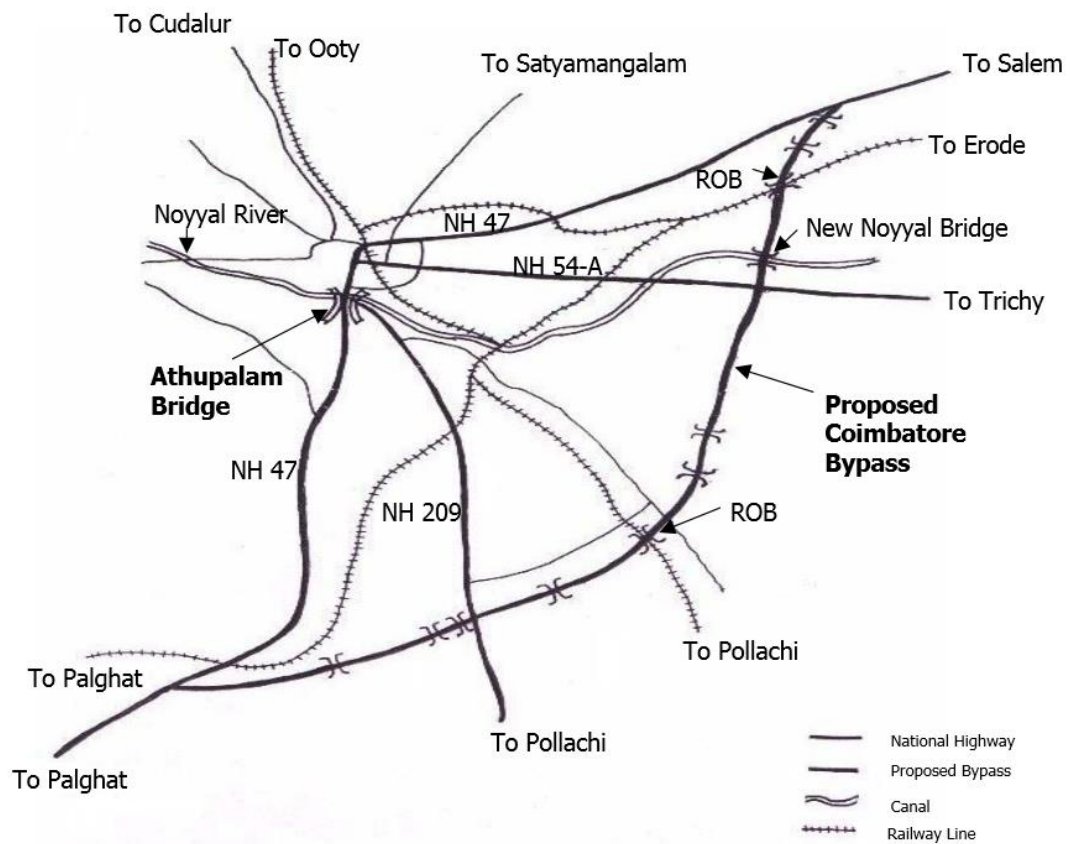 To Cudalur
To Ooty
To Satyamangalam
To Salem
To Erode
ROB
Noyyal River
NH 47
New Noyyal Bridge
NH 54-A
To Trichy
Athupalam
Bridge
Proposed
Coimbatore
Bypass
NH 47
NH 209
ROB
To Pollachi
To Palghat
To Pollachi
To Palghat
National Highway
Proposed Bypass
Canal
Railway Line